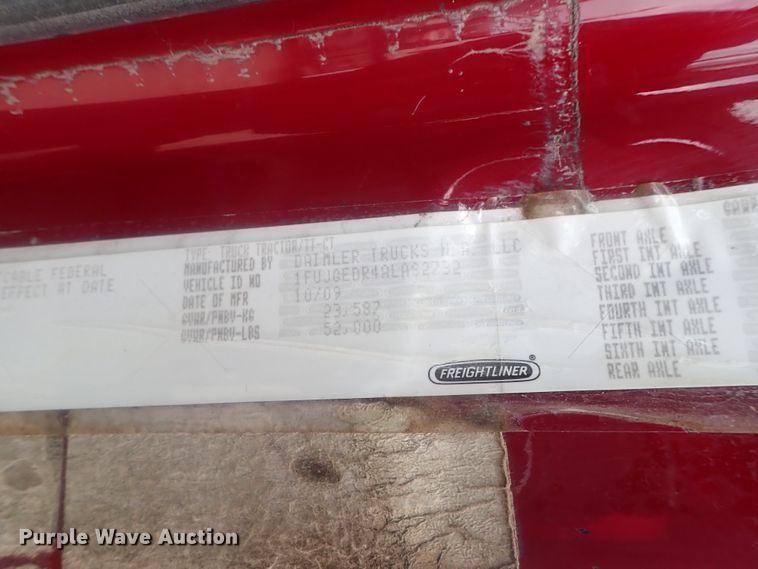 CABLE FEDERAL
EFFECT AT DATE
TYPE: TRUCK TRACTOR/TT-CT
MANUFACTURED BY DAIMLER TRUCKS N.A. LLC
VEHICLE ID NO
DATE OF MFR 10/09
GVWR/PNBV-KG 23,587
GVWR/PNBV-LBS 52,000
FREIGHTLINER®
FRONT AXLE
FIRST INT AXLE
SECOND INT AXLE
THIRD INT AXLE
FOURTH INT AXLE
FIFTH INT AXLE
SIXTH INT AXLE
REAR AXLE
Purple Wave Auction®